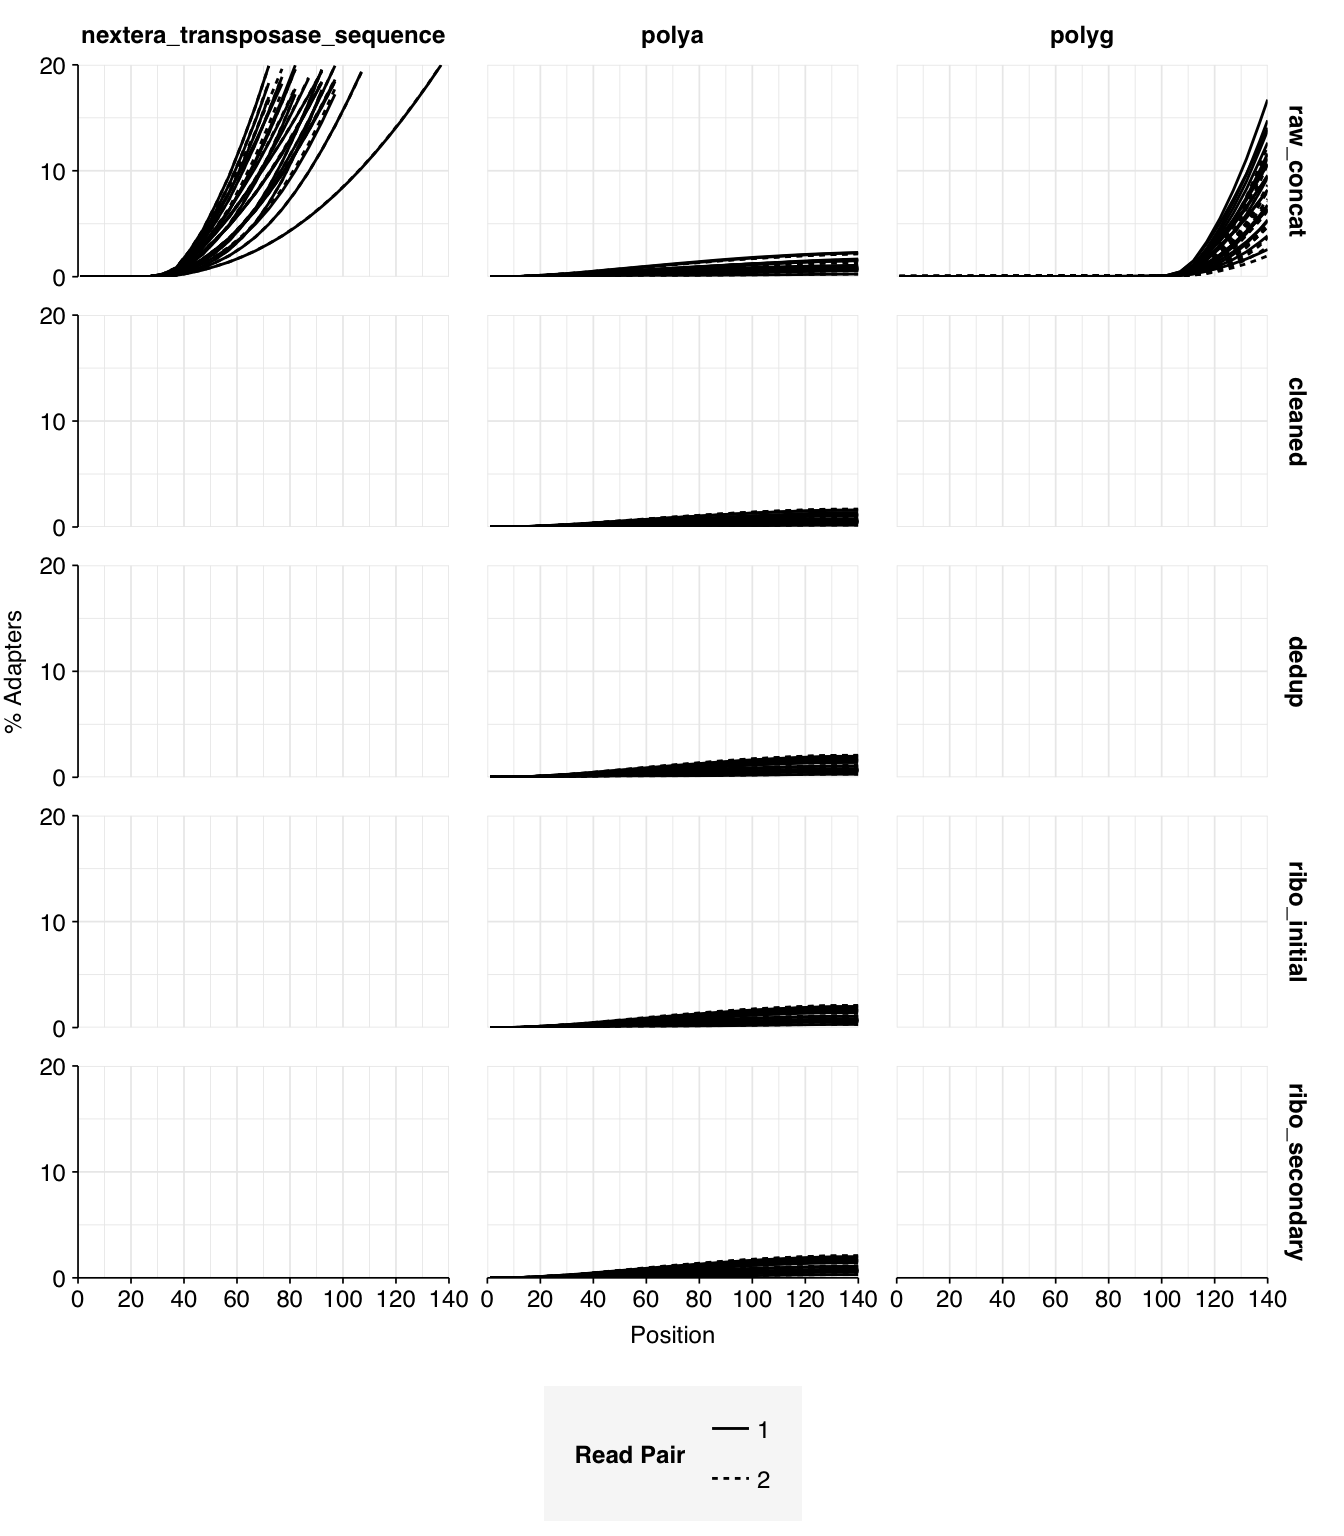 nextera_transposase_sequence polya polyg
20
10
0
raw_concat
20
10
0
cleaned
% Adapters
20
10
0
dedup
20
10
0
ribo_initial
20
10
0
ribo_secondary
0 20 40 60 80 100 120 140 0 20 40 60 80 100 120 140 0 20 40 60 80 100 120 140
Position
Read Pair
1
2